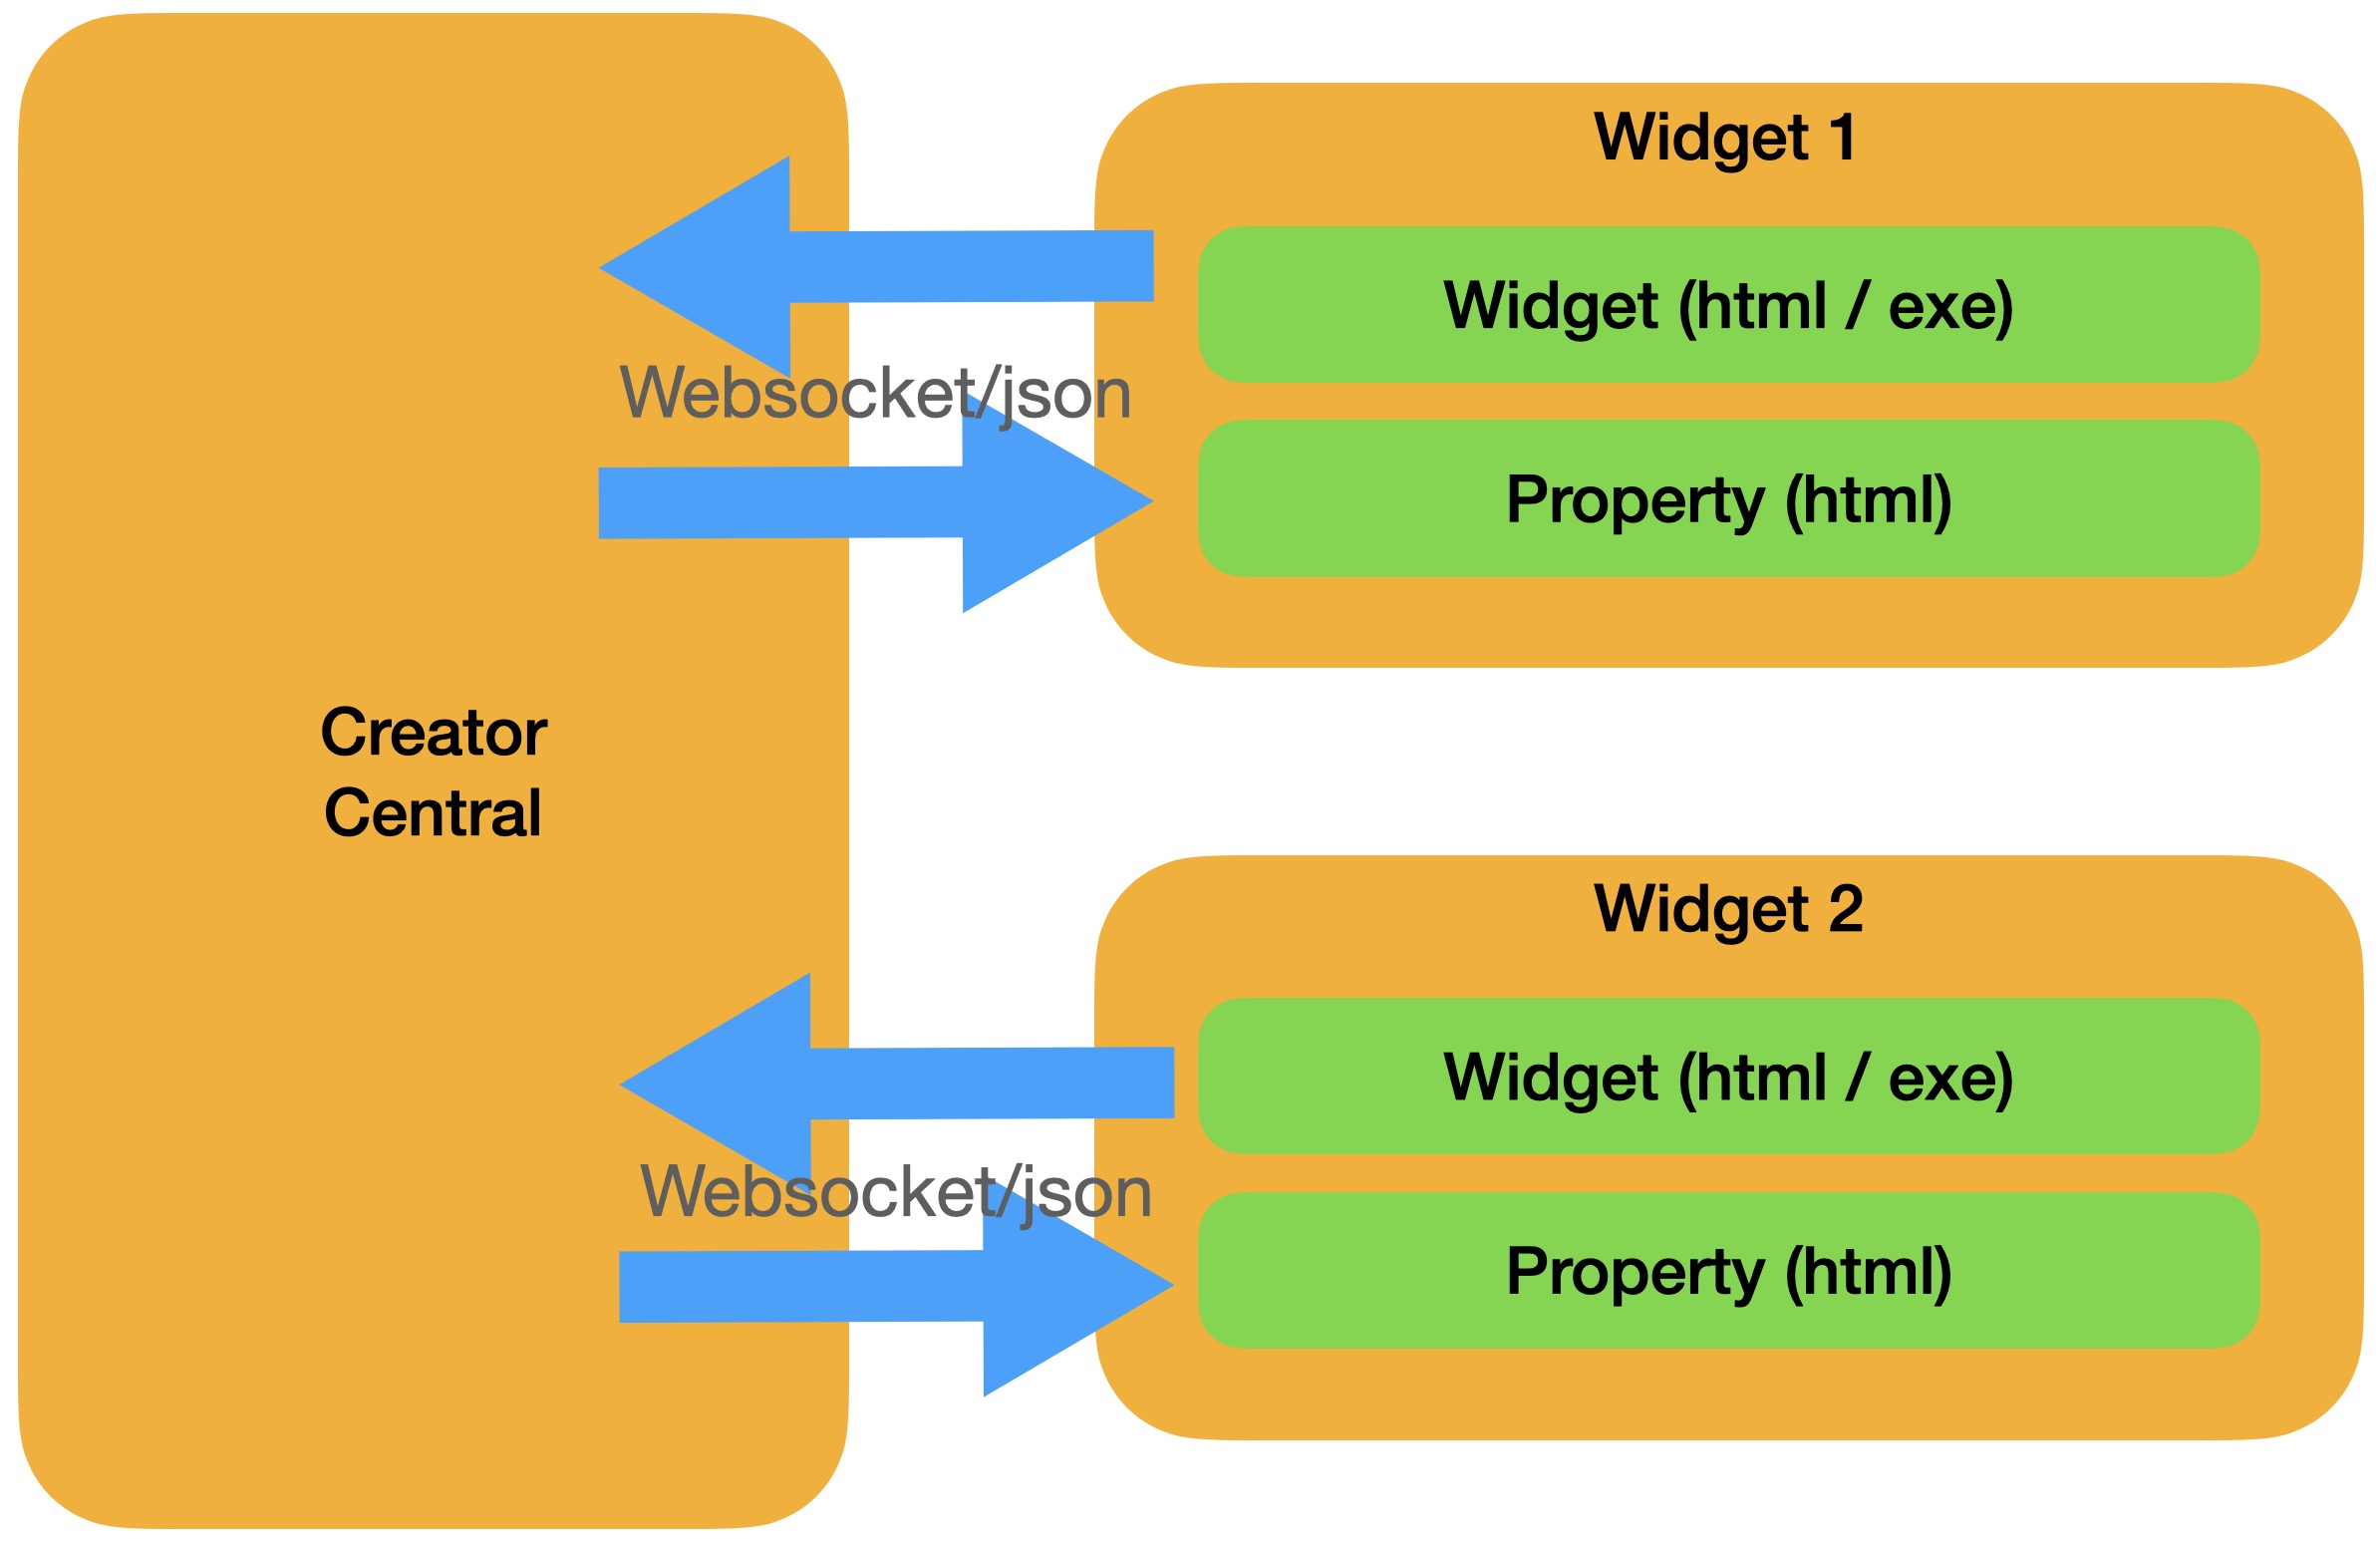 Widget 1
Widget (html / exe)
Websocket/json
Property (html)
Creator
Central
Widget 2
Widget (html / exe)
Websocket/json
Property (html)